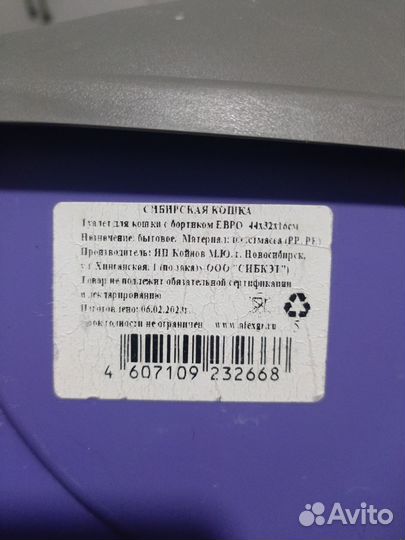 СИБИРСКАЯ КОШКА
Туалет для кошки с бортиком ЕВРО 44х32х16см
Назначение: бытовое. Материал: пластмасса (PP, PE)
Производитель: ИП Койнов М.Ю. г. Новосибирск,
ул Хинганская, 1 (по заказу ООО "СИБКЭТ")
Товар не подлежит обязательной сертификации
и декларированию
Изготовлено: 06.02.2023г
Срок годности не ограничен www.alexgr.ru 5
4 607109 232668
Avito